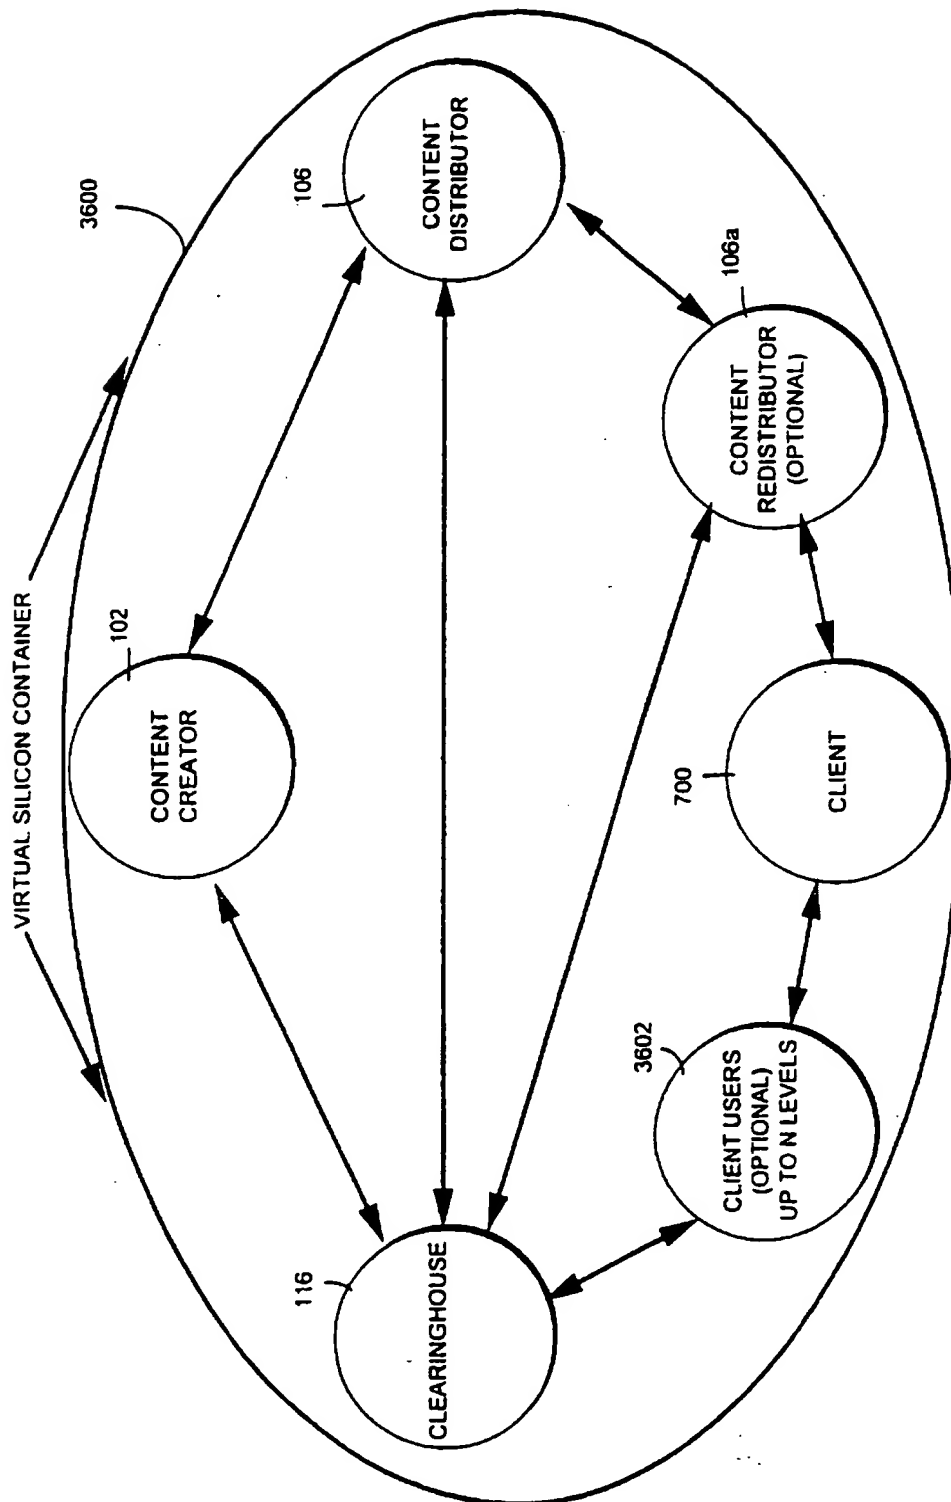 VIRTUAL SILICON CONTAINER
3600
102
CONTENT
CREATOR
106
CONTENT
DISTRIBUTOR
116
CLEARINGHOUSE
106a
CONTENT
REDISTRIBUTOR
(OPTIONAL)
3602
CLIENT USERS
(OPTIONAL)
UP TO N LEVELS
700
CLIENT